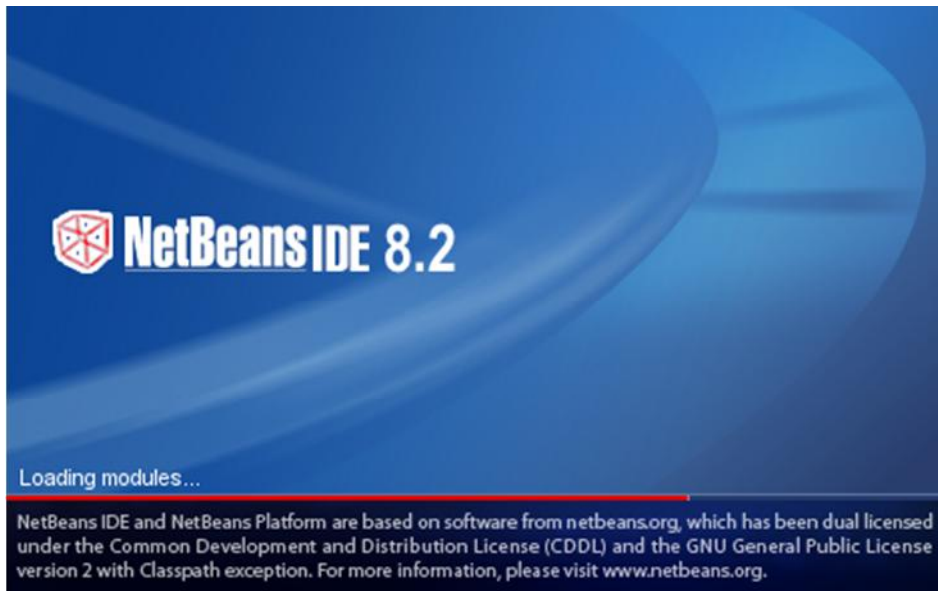 NetBeans IDE 8.2
Loading modules...
NetBeans IDE and NetBeans Platform are based on software from netbeans.org, which has been dual licensed
under the Common Development and Distribution License (CDDL) and the GNU General Public License
version 2 with Classpath exception. For more information, please visit www.netbeans.org.